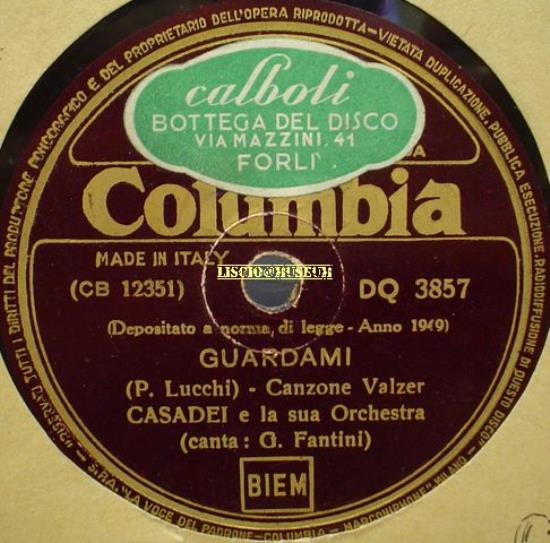 RISERVATI TUTTI I DIRITTI DEL PRODUTTORE FONOGRAFICO E DEL PROPRIETARIO DELL'OPERA RIPRODOTTA - VIETATA DUPLICAZIONE, PUBBLICA ESECUZIONE, RADIODIFFUSIONE DI QUESTO DISCO
calboli
BOTTEGA DEL DISCO
VIA MAZZINI, 41
FORLI'
Columbia
MADE IN ITALY
LISCIO@MUSEUM
(CB 12351)
DQ 3857
(Depositato a norma di legge - Anno 1949)
GUARDAMI
(P. Lucchi) - Canzone Valzer
CASADEI e la sua Orchestra
(canta: G. Fantini)
BIEM
S.P.A. "LA VOCE DEL PADRONE - COLUMBIA - MARCONIPHONE" MILANO